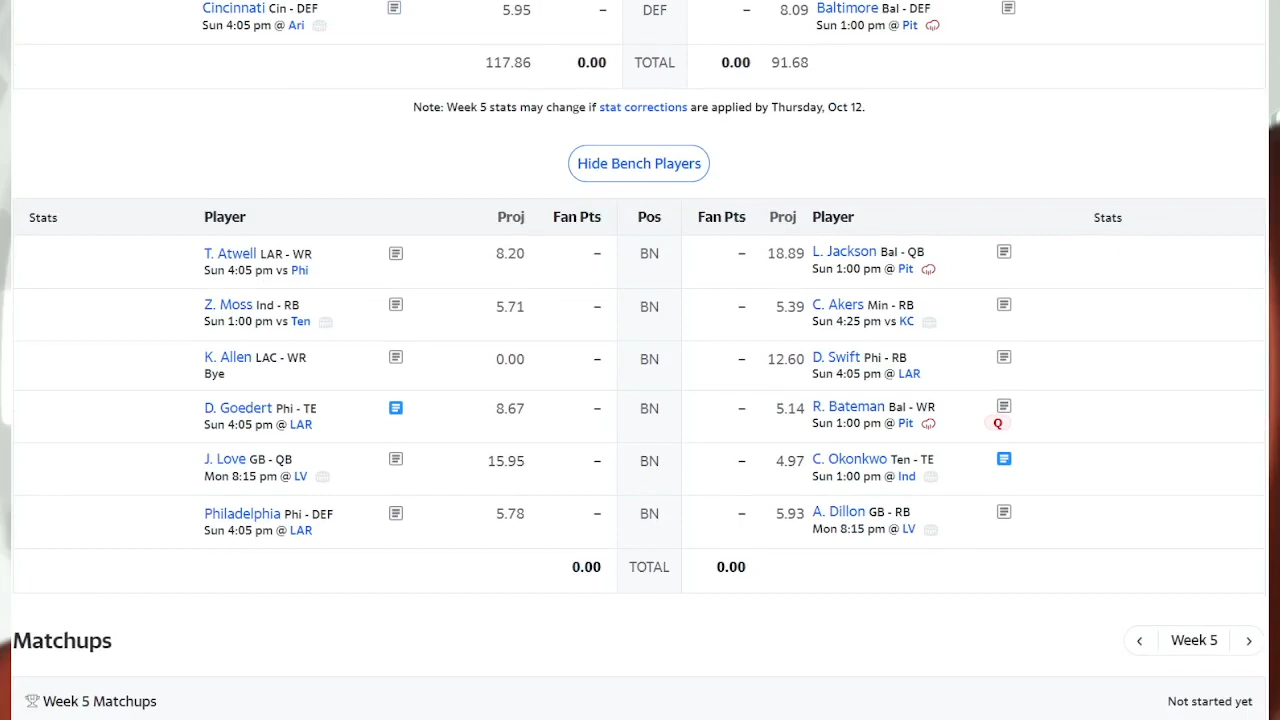 Cincinnati Cin - DEF 5.95 – DEF – 8.09 Baltimore Bal - DEF
Sun 4:05 pm @ Ari Sun 1:00 pm @ Pit
117.86 0.00 TOTAL 0.00 91.68
Note: Week 5 stats may change if stat corrections are applied by Thursday, Oct 12.
Hide Bench Players
Stats Player Proj Fan Pts Pos Fan Pts Proj Player Stats
T. Atwell LAR - WR 8.20 – BN – 18.89 L. Jackson Bal - QB
Sun 4:05 pm vs Phi Sun 1:00 pm @ Pit
Z. Moss Ind - RB 5.71 – BN – 5.39 C. Akers Min - RB
Sun 1:00 pm vs Ten Sun 4:25 pm vs KC
K. Allen LAC - WR 0.00 – BN – 12.60 D. Swift Phi - RB
Bye Sun 4:05 pm @ LAR
D. Goedert Phi - TE 8.67 – BN – 5.14 R. Bateman Bal - WR
Sun 4:05 pm @ LAR Sun 1:00 pm @ Pit Q
J. Love GB - QB 15.95 – BN – 4.97 C. Okonkwo Ten - TE
Mon 8:15 pm @ LV Sun 1:00 pm @ Ind
Philadelphia Phi - DEF 5.78 – BN – 5.93 A. Dillon GB - RB
Sun 4:05 pm @ LAR Mon 8:15 pm @ LV
0.00 TOTAL 0.00
Matchups
‹ Week 5 ›
Week 5 Matchups Not started yet